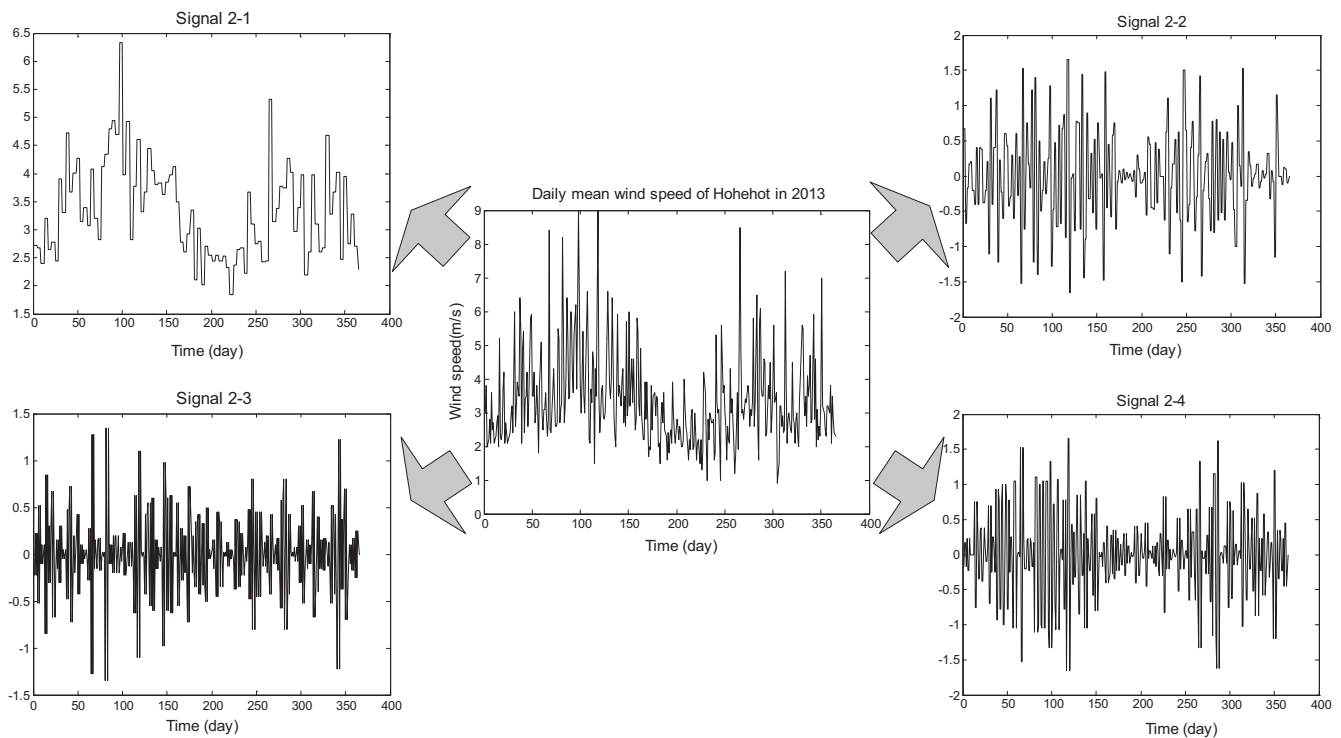 Signal 2-1
6.5
6
5.5
5
4.5
4
3.5
3
2.5
2
1.5
0 50 100 150 200 250 300 350 400
Time (day)
Signal 2-2
2
1.5
1
0.5
0
-0.5
-1
-1.5
-2
0 50 100 150 200 250 300 350 400
Time (day)
Daily mean wind speed of Hohehot in 2013
Wind speed(m/s)
9
8
7
6
5
4
3
2
1
0
0 50 100 150 200 250 300 350 400
Time (day)
Signal 2-3
1.5
1
0.5
0
-0.5
-1
-1.5
0 50 100 150 200 250 300 350 400
Time (day)
Signal 2-4
2
1.5
1
0.5
0
-0.5
-1
-1.5
-2
0 50 100 150 200 250 300 350 400
Time (day)